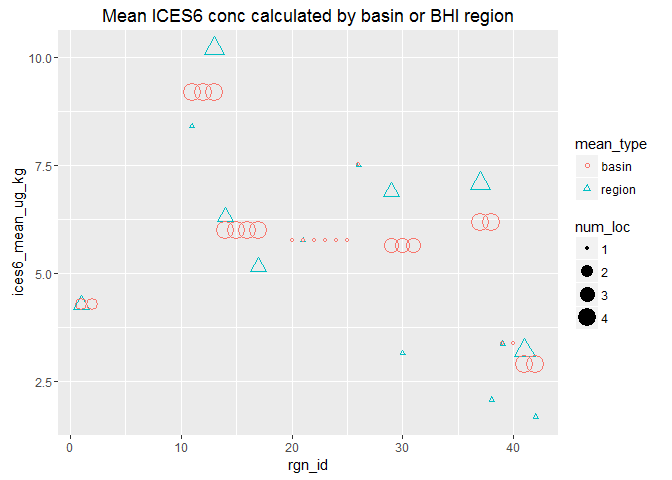 Mean ICES6 conc calculated by basin or BHI region
ices6_mean_ug_kg
10.0
7.5
5.0
2.5
0 10 20 30 40
rgn_id
mean_type
basin
region
num_loc
1
2
3
4